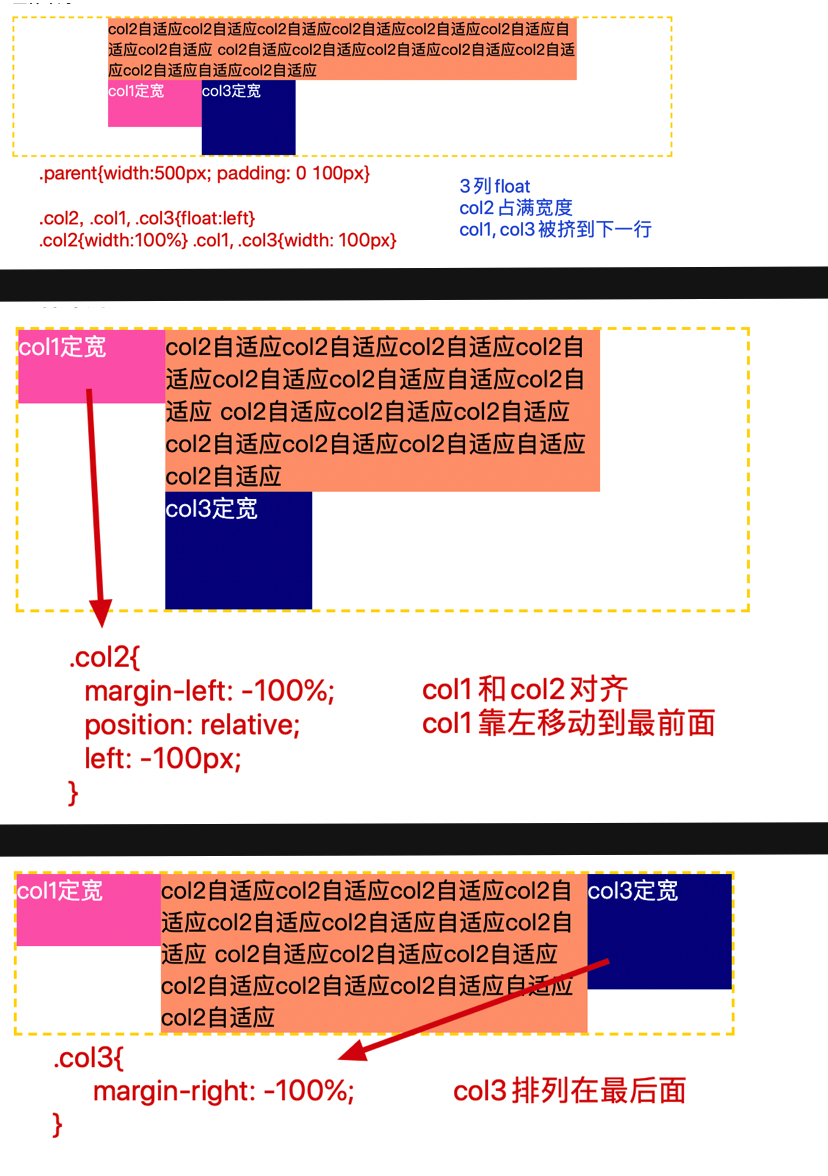 col2自适应col2自适应col2自适应col2自适应col2自适应col2自适应自
适应col2自适应 col2自适应col2自适应col2自适应col2自适应col2自适
应col2自适应自适应col2自适应
col1定宽
col3定宽
.parent{width:500px; padding: 0 100px}
3列float
col2占满宽度
col1, col3被挤到下一行
.col2, .col1, .col3{float:left}
.col2{width:100%} .col1, .col3{width: 100px}
col1定宽
col2自适应col2自适应col2自适应col2自
适应col2自适应col2自适应自适应col2自
适应 col2自适应col2自适应col2自适应
col2自适应col2自适应col2自适应自适应
col2自适应
col3定宽
.col2{
margin-left: -100%;
position: relative;
left: -100px;
}
col1和col2对齐
col1靠左移动到最前面
col1定宽
col2自适应col2自适应col2自适应col2自
适应col2自适应col2自适应自适应col2自
适应 col2自适应col2自适应col2自适应
col2自适应col2自适应col2自适应自适应
col2自适应
col3定宽
.col3{
margin-right: -100%;
}
col3排列在最后面